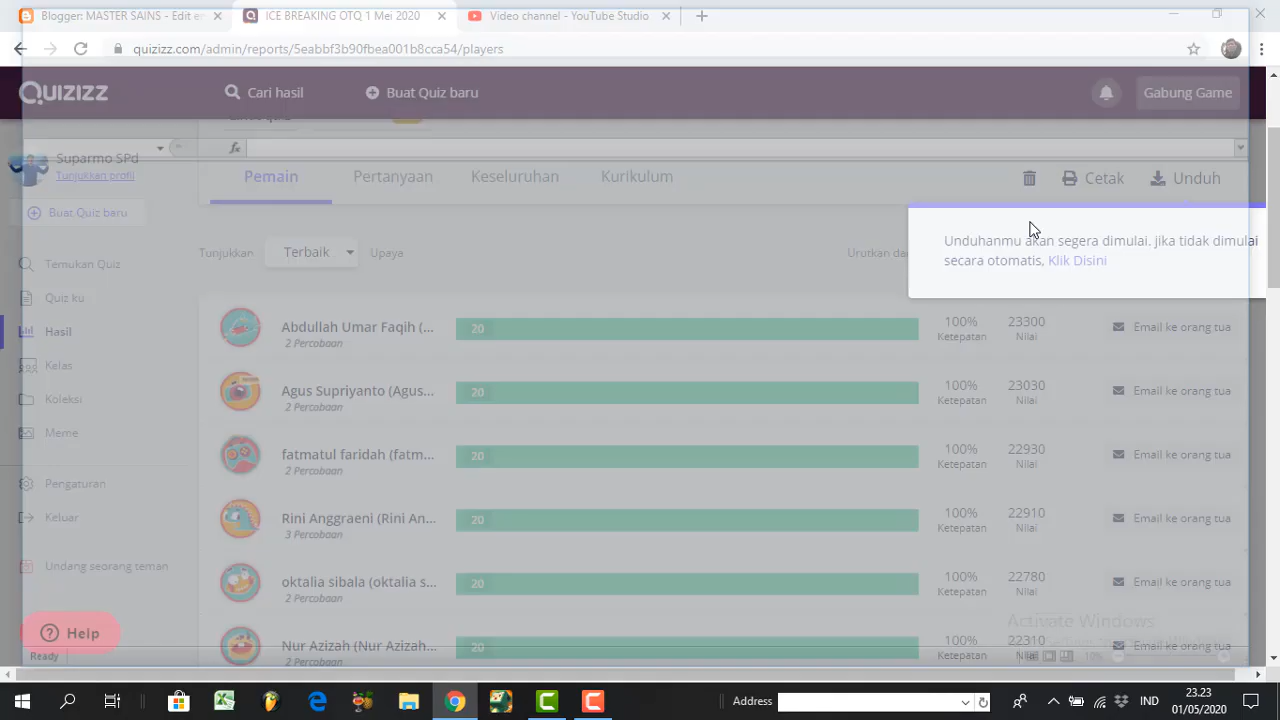 Blogger: MASTER SAINS - Edit e
ICE BREAKING OTQ 1 Mei 2020
Video channel - YouTube Studio
quizizz.com/admin/reports/5eabbf3b90fbea001b8cca54/players
QUIZIZZ
Cari hasil
Buat Quiz baru
Gabung Game
Suparmo SPd
Tunjukkan profil
fx
Pemain
Pertanyaan
Keseluruhan
Kurikulum
Cetak
Unduh
Buat Quiz baru
Unduhanmu akan segera dimulai. jika tidak dimulai
secara otomatis, Klik Disini
Tunjukkan
Terbaik
Upaya
Urutkan dar
Temukan Quiz
Quiz ku
Hasil
Kelas
Koleksi
Meme
Pengaturan
Keluar
Undang seorang teman
Help
Abdullah Umar Faqih (...
2 Percobaan
20
100%
Ketepatan
23300
Nilai
Email ke orang tua
Agus Supriyanto (Agus...
2 Percobaan
20
100%
Ketepatan
23030
Nilai
Email ke orang tua
fatmatul faridah (fatm...
2 Percobaan
20
100%
Ketepatan
22930
Nilai
Email ke orang tua
Rini Anggraeni (Rini An...
3 Percobaan
20
100%
Ketepatan
22910
Nilai
Email ke orang tua
oktalia sibala (oktalia s...
2 Percobaan
20
100%
Ketepatan
22780
Nilai
Email ke orang tua
Nur Azizah (Nur Azizah...
2 Percobaan
20
100%
Ketepatan
22310
Nilai
Email ke orang tua
Activate Windows
Ready
10%
Address
IND
23.23
01/05/2020